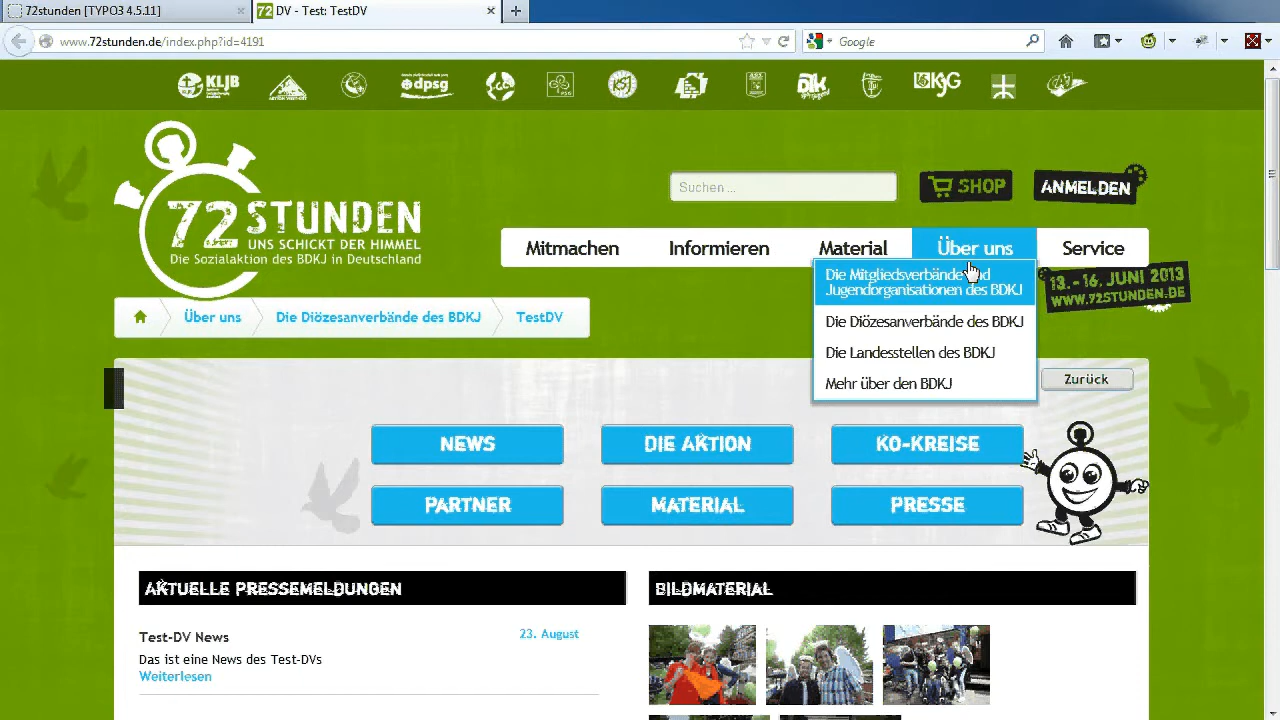 72stunden [TYPO3 4.5.11]
72 DV - Test: TestDV
www.72stunden.de/index.php?id=4191
Google
KLJB
dpsg
PSG
KSJ
DJK
KSG
72 STUNDEN
UNS SCHICKT DER HIMMEL
Die Sozialaktion des BDKJ in Deutschland
Suchen ...
SHOP
ANMELDEN
Mitmachen
Informieren
Material
Über uns
Service
Die Mitgliedsverbände und
Jugendorganisationen des BDKJ
Die Diözesanverbände des BDKJ
Die Landesstellen des BDKJ
Mehr über den BDKJ
13.-16. JUNI 2013
WWW.72STUNDEN.DE
Über uns
Die Diözesanverbände des BDKJ
TestDV
Zurück
NEWS
DIE AKTION
KO-KREISE
PARTNER
MATERIAL
PRESSE
AKTUELLE PRESSEMELDUNGEN
BILDMATERIAL
Test-DV News
23. August
Das ist eine News des Test-DVs
Weiterlesen